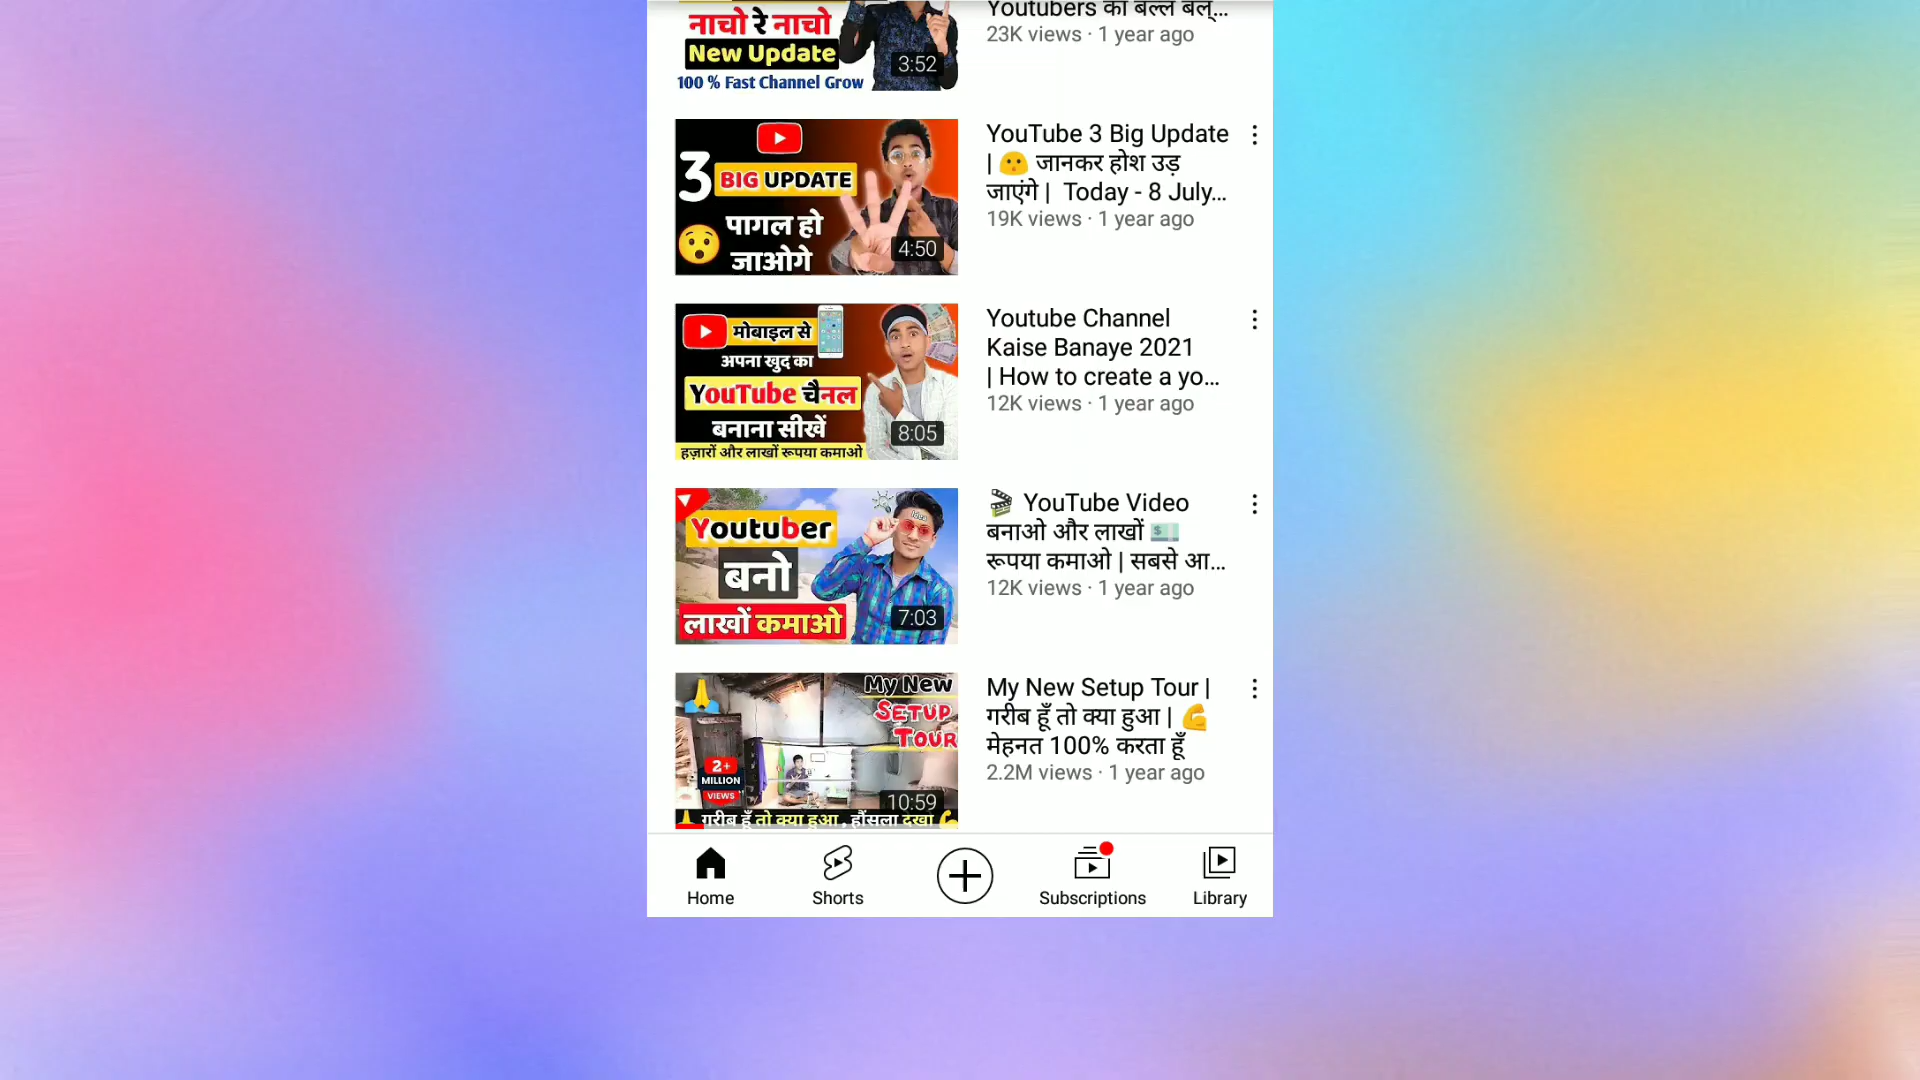 नाचो रे नाचो
New Update
100 % Fast Channel Grow
3:52
23K views · 1 year ago
3 BIG UPDATE
पागल हो
जाओगे
4:50
YouTube 3 Big Update
| 😗 जानकर होश उड़
जाएंगे | Today - 8 July...
19K views · 1 year ago
मोबाइल से
अपना खुद का
YouTube चैनल
बनाना सीखें
हज़ारों और लाखों रूपया कमाओ
8:05
Youtube Channel
Kaise Banaye 2021
| How to create a yo...
12K views · 1 year ago
Idea
Youtuber
बनो
लाखों कमाओ
7:03
🎬 YouTube Video
बनाओ और लाखों 💵
रूपया कमाओ | सबसे आ...
12K views · 1 year ago
My New
SETUP
TOUR
2+
MILLION
VIEWS
10:59
गरीब हूँ तो क्या हुआ , हौंसला देखा
My New Setup Tour |
गरीब हूँ तो क्या हुआ | 💪
मेहनत 100% करता हूँ
2.2M views · 1 year ago
Home
Shorts
Subscriptions
Library